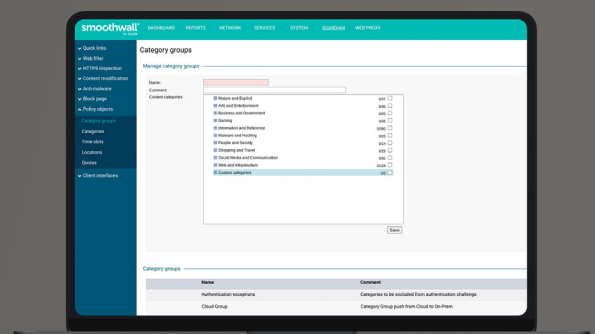 smoothwall
DASHBOARD REPORTS NETWORK SERVICES SYSTEM GUARDIAN WEB PROXY
Quick links
Web filter
HTTPS inspection
Content modification
Anti-malware
Block page
Policy objects
Category groups
Categories
Time slots
Locations
Quotas
Client interfaces
Category groups
Manage category groups
Name:
Comment:
Content categories:
Mature and Explicit
Arts and Entertainment
Business and Government
Gaming
Information and Reference
Malware and Hacking
People and Society
Shopping and Travel
Social Media and Communication
Web and Infrastructure
Custom categories
Save
Category groups
Name Comment
Authentication exceptions Categories to be excluded from authentication challenge
Cloud Group Category Group push from Cloud to On-Prem